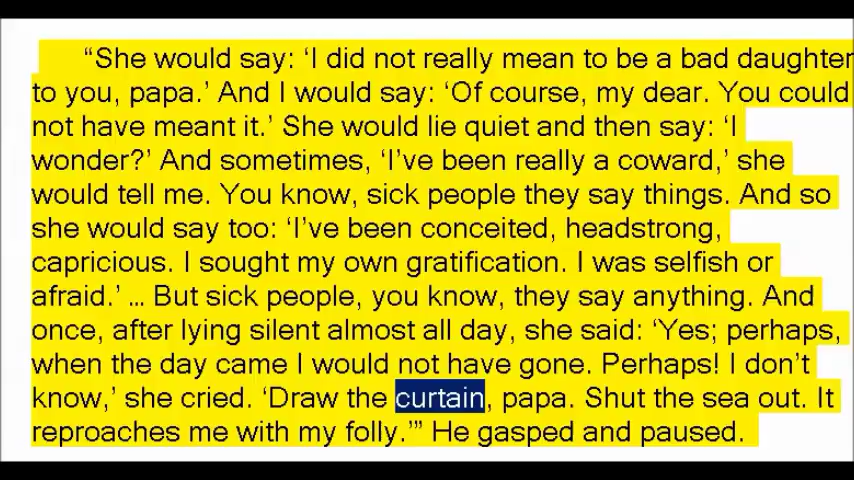 “She would say: ‘I did not really mean to be a bad daughter
to you, papa.’ And I would say: ‘Of course, my dear. You could
not have meant it.’ She would lie quiet and then say: ‘I
wonder?’ And sometimes, ‘I’ve been really a coward,’ she
would tell me. You know, sick people they say things. And so
she would say too: ‘I’ve been conceited, headstrong,
capricious. I sought my own gratification. I was selfish or
afraid.’ … But sick people, you know, they say anything. And
once, after lying silent almost all day, she said: ‘Yes; perhaps,
when the day came I would not have gone. Perhaps! I don’t
know,’ she cried. ‘Draw the curtain, papa. Shut the sea out. It
reproaches me with my folly.’” He gasped and paused.